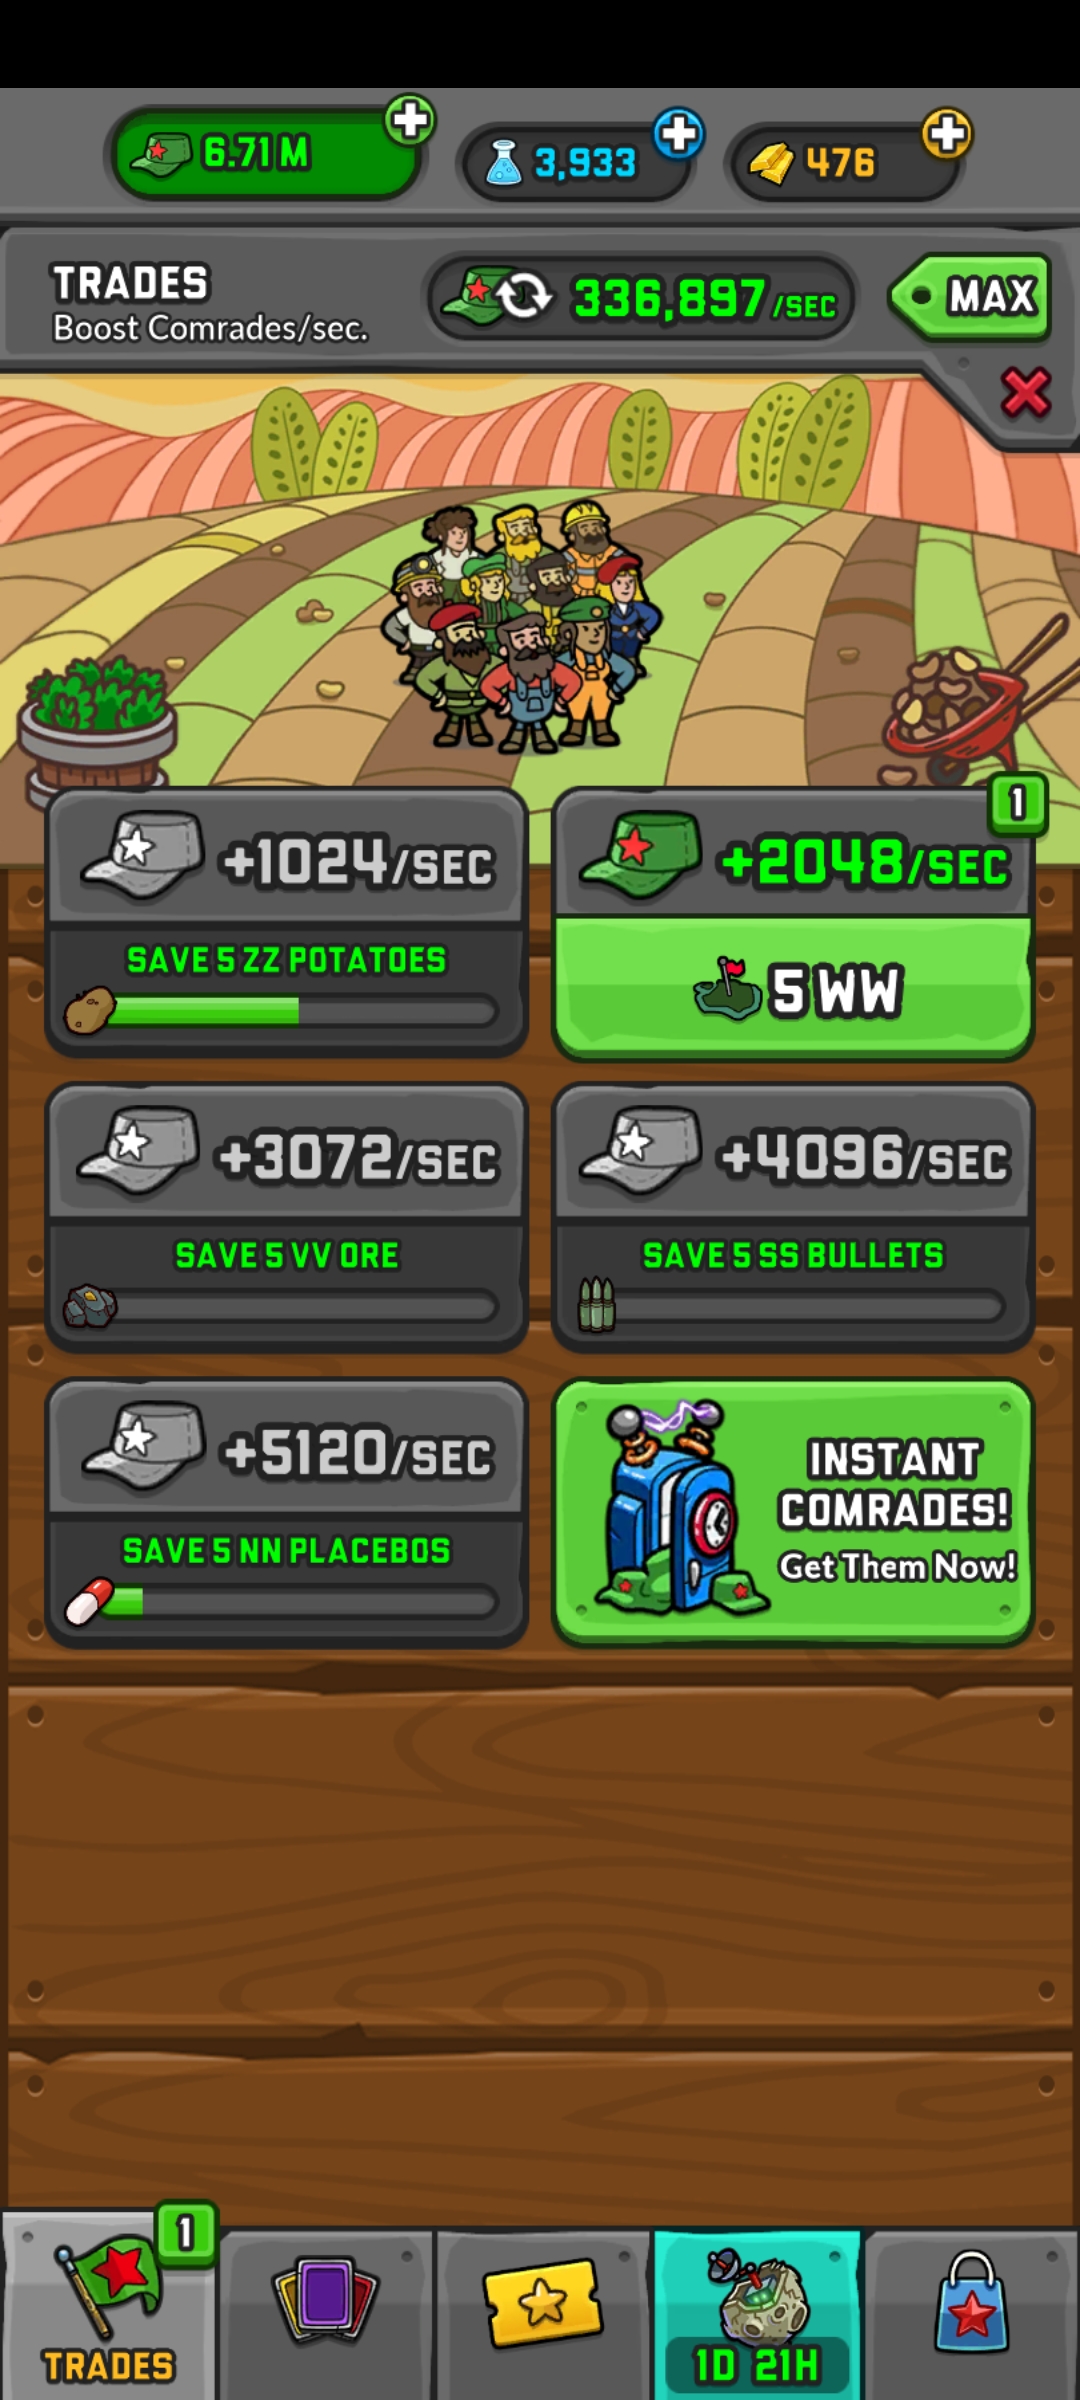 6.71 M
3,933
476
TRADES
Boost Comrades/sec.
336,897/SEC
MAX
+1024/SEC
SAVE 5 ZZ POTATOES
1
+2048/SEC
5 WW
+3072/SEC
SAVE 5 VV ORE
+4096/SEC
SAVE 5 SS BULLETS
+5120/SEC
SAVE 5 NN PLACEBOS
INSTANT
COMRADES!
Get Them Now!
1
TRADES
1D 21H